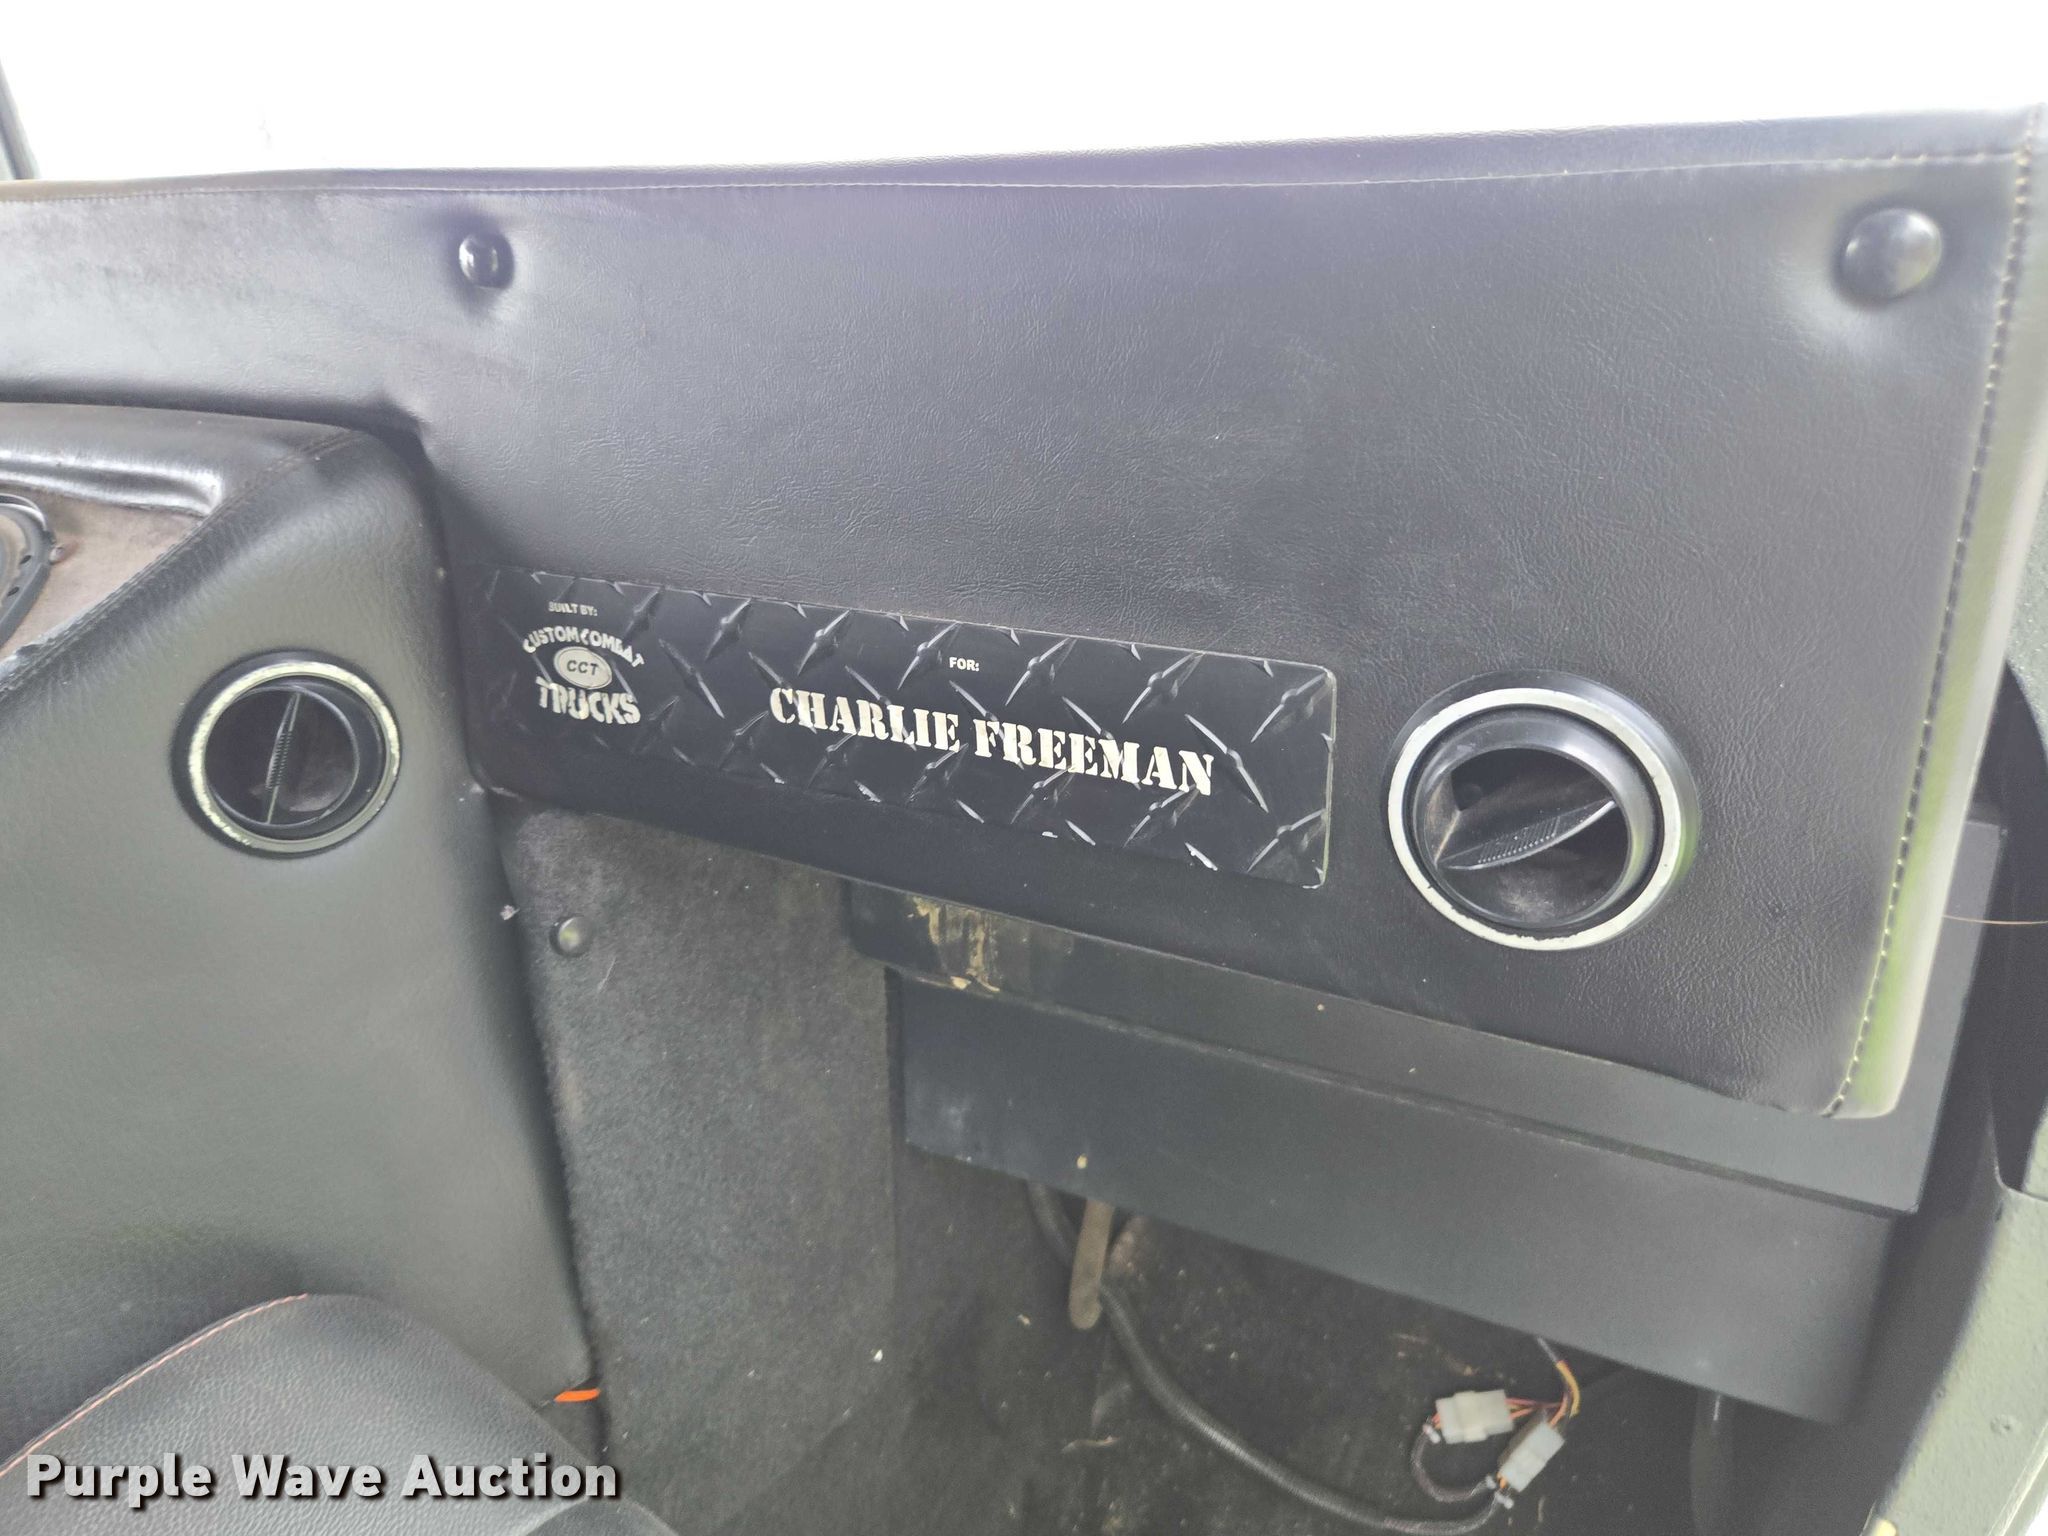 BUILT BY:
CUSTOM COMBAT
CCT
TRUCKS
FOR:
CHARLIE FREEMAN
Purple Wave Auction